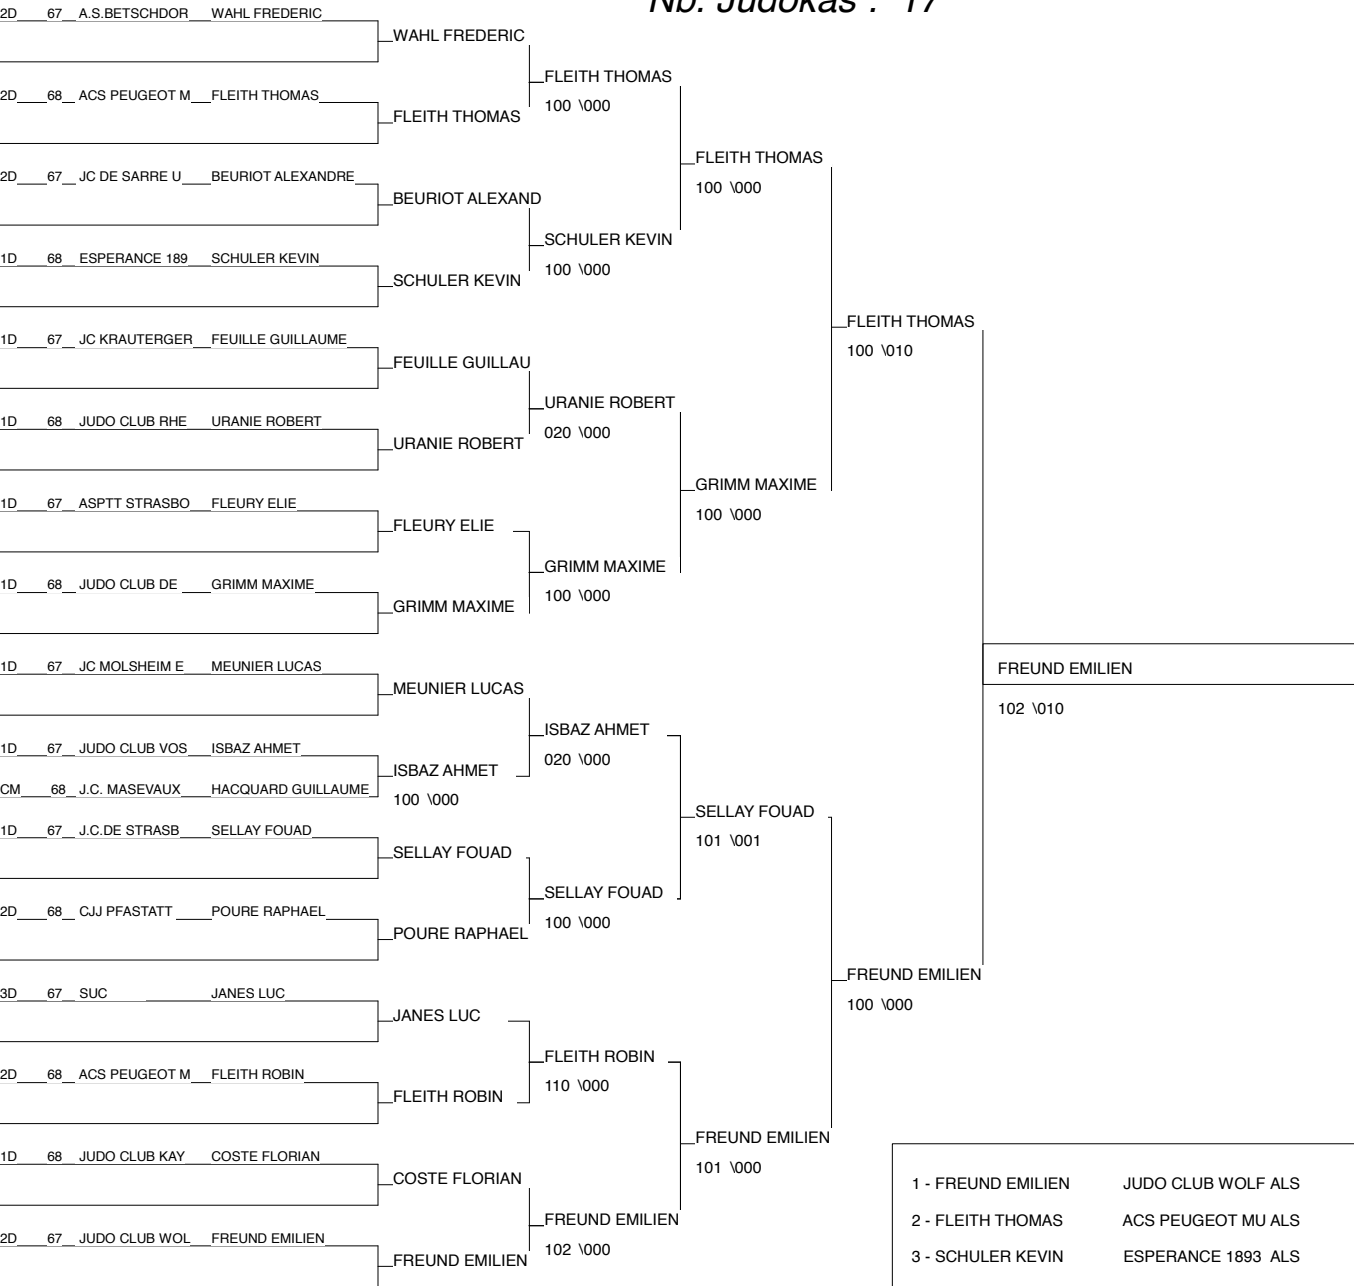 Nb. Judokas : 17
2D 67 A.S.BETSCHDOR WAHL FREDERIC
WAHL FREDERIC
FLEITH THOMAS
2D 68 ACS PEUGEOT M FLEITH THOMAS
100 \000
FLEITH THOMAS
FLEITH THOMAS
2D 67 JC DE SARRE U BEURIOT ALEXANDRE
100 \000
BEURIOT ALEXAND
SCHULER KEVIN
1D 68 ESPERANCE 189 SCHULER KEVIN
100 \000
SCHULER KEVIN
FLEITH THOMAS
1D 67 JC KRAUTERGER FEUILLE GUILLAUME
100 \010
FEUILLE GUILLAU
URANIE ROBERT
1D 68 JUDO CLUB RHE URANIE ROBERT
020 \000
URANIE ROBERT
GRIMM MAXIME
1D 67 ASPTT STRASBO FLEURY ELIE
100 \000
FLEURY ELIE
GRIMM MAXIME
1D 68 JUDO CLUB DE GRIMM MAXIME
100 \000
GRIMM MAXIME
1D 67 JC MOLSHEIM E MEUNIER LUCAS
FREUND EMILIEN
MEUNIER LUCAS
102 \010
ISBAZ AHMET
1D 67 JUDO CLUB VOS ISBAZ AHMET
020 \000
ISBAZ AHMET
CM 68 J.C. MASEVAUX HACQUARD GUILLAUME
100 \000
SELLAY FOUAD
1D 67 J.C.DE STRASB SELLAY FOUAD
101 \001
SELLAY FOUAD
SELLAY FOUAD
2D 68 CJJ PFASTATT POURE RAPHAEL
100 \000
POURE RAPHAEL
FREUND EMILIEN
3D 67 SUC JANES LUC
100 \000
JANES LUC
FLEITH ROBIN
2D 68 ACS PEUGEOT M FLEITH ROBIN
110 \000
FLEITH ROBIN
FREUND EMILIEN
1D 68 JUDO CLUB KAY COSTE FLORIAN
101 \000
COSTE FLORIAN
1 - FREUND EMILIEN JUDO CLUB WOLF ALS
FREUND EMILIEN
2 - FLEITH THOMAS ACS PEUGEOT MU ALS
2D 67 JUDO CLUB WOL FREUND EMILIEN
102 \000
FREUND EMILIEN
3 - SCHULER KEVIN ESPERANCE 1893 ALS